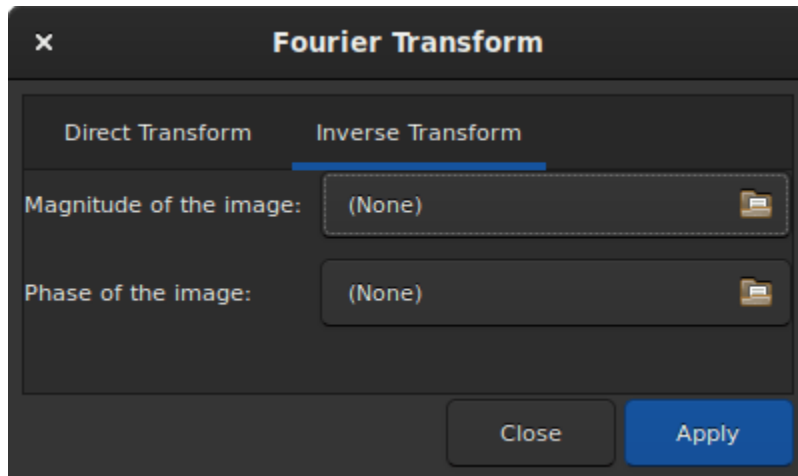 Fourier Transform
Direct Transform Inverse Transform
Magnitude of the image: (None)
Phase of the image: (None)
Close Apply